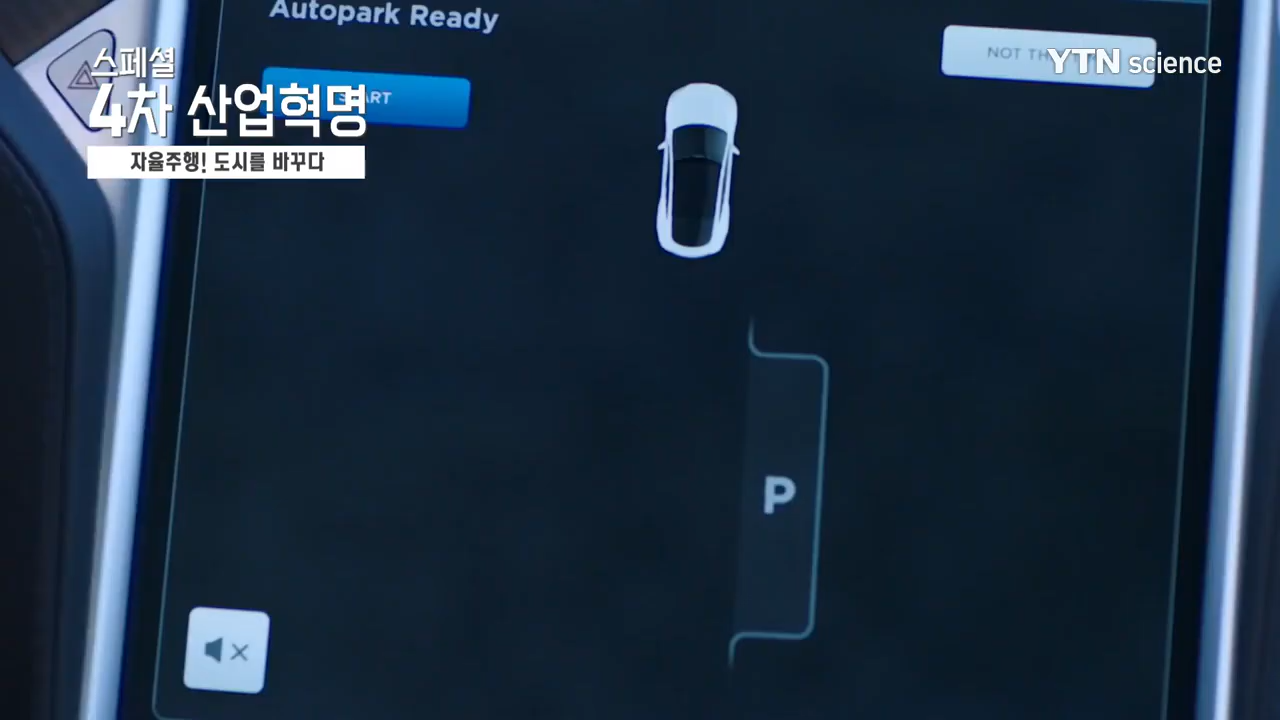 Autopark Ready
스페셜
4차 산업혁명
자율주행! 도시를 바꾸다
YTN science
NOT
P